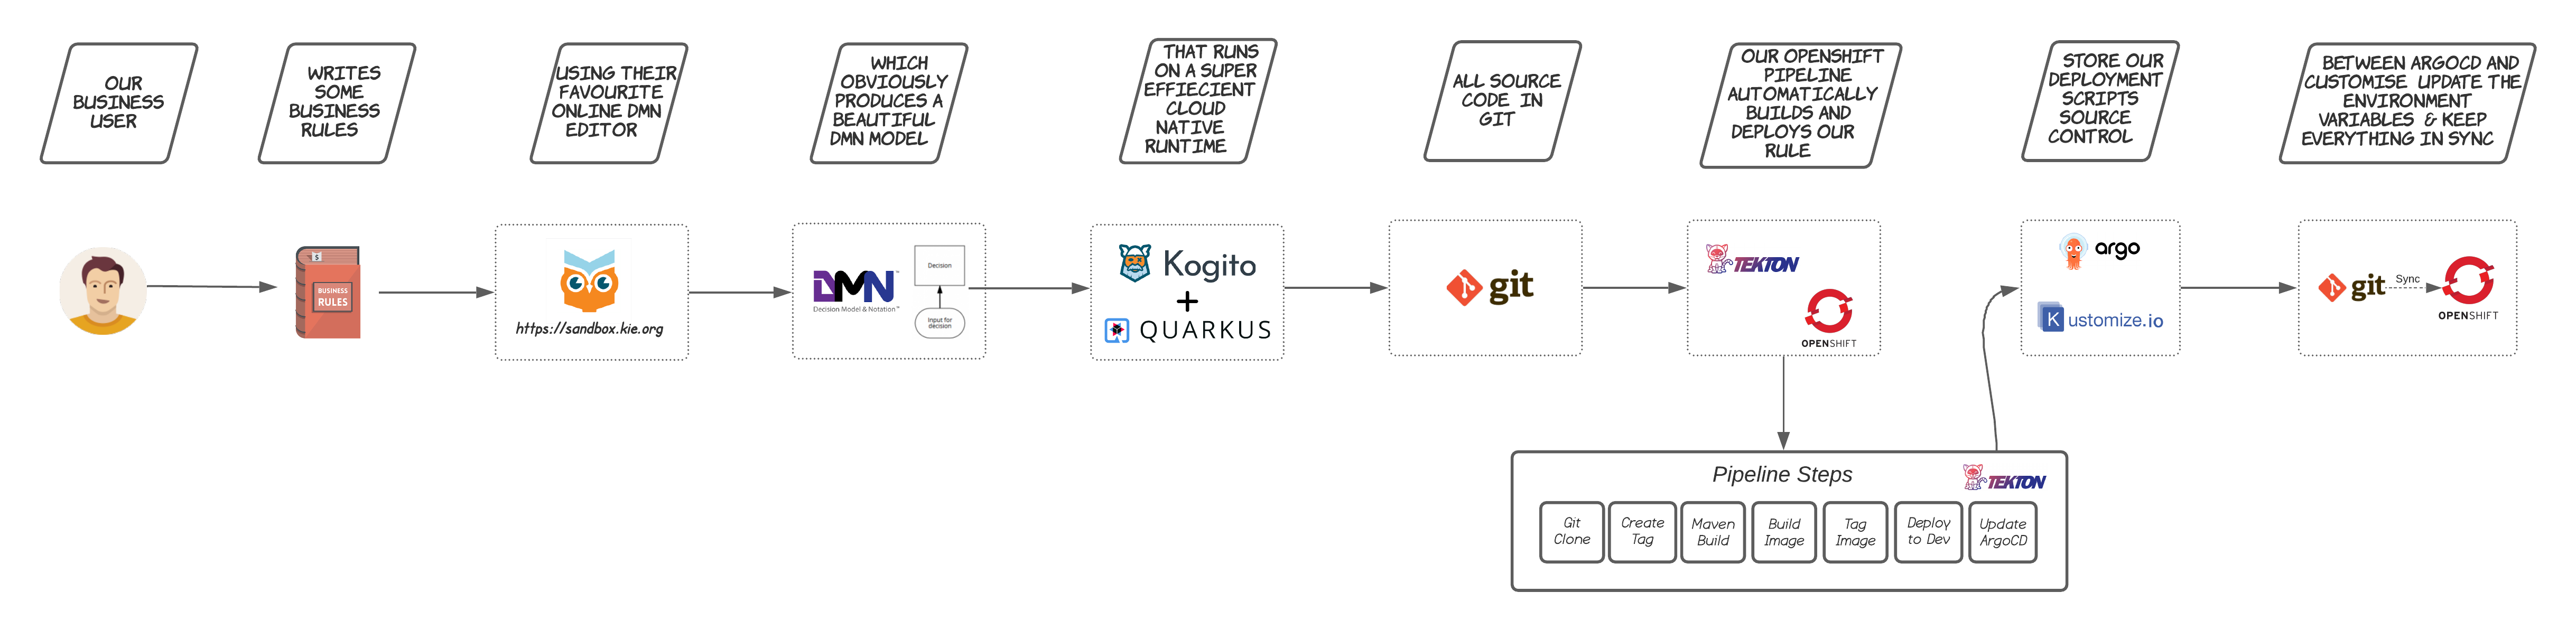 OUR
BUSINESS
USER
WRITES
SOME
BUSINESS
RULES
USING THEIR
FAVOURITE
ONLINE DMN
EDITOR
WHICH
OBVIOUSLY
PRODUCES A
BEAUTIFUL
DMN MODEL
THAT RUNS
ON A SUPER
EFFIECIENT
CLOUD
NATIVE
RUNTIME
ALL SOURCE
CODE IN
GIT
OUR OPENSHIFT
PIPELINE
AUTOMATICALLY
BUILDS AND
DEPLOYS OUR
RULE
STORE OUR
DEPLOYMENT
SCRIPTS
SOURCE
CONTROL
BETWEEN ARGOCD AND
CUSTOMISE UPDATE THE
ENVIRONMENT
VARIABLES & KEEP
EVERYTHING IN SYNC
$
BUSINESS
RULES
https://sandbox.kie.org
DMN™
Decision Model & Notation™
Decision
Input for
decision
Kogito
+
QUARKUS
git
TEKTON
OPENSHIFT
argo
K ustomize.io
git
Sync
OPENSHIFT
Pipeline Steps
TEKTON
Git
Clone
Create
Tag
Maven
Build
Build
Image
Tag
Image
Deploy
to Dev
Update
ArgoCD